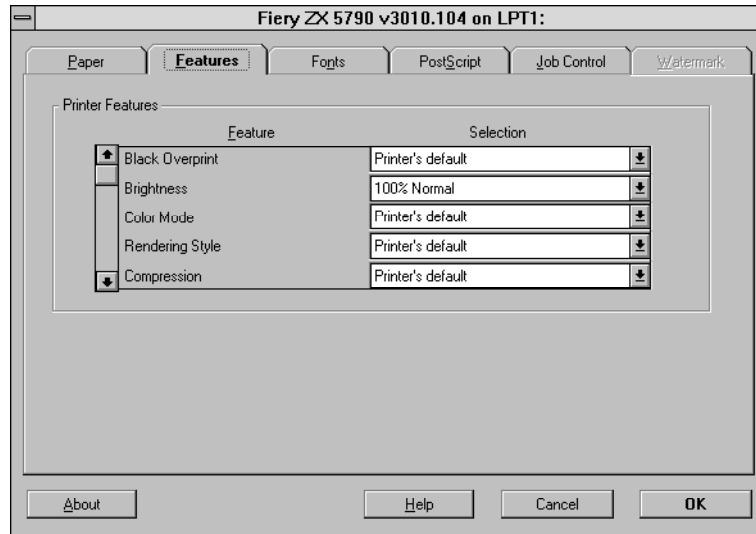 Fiery ZX 5790 v3010.104 on LPT1:
Paper Features Fonts PostScript Job Control Watermark
Printer Features
Feature Selection
Black Overprint Printer's default
Brightness 100% Normal
Color Mode Printer's default
Rendering Style Printer's default
Compression Printer's default
About Help Cancel OK